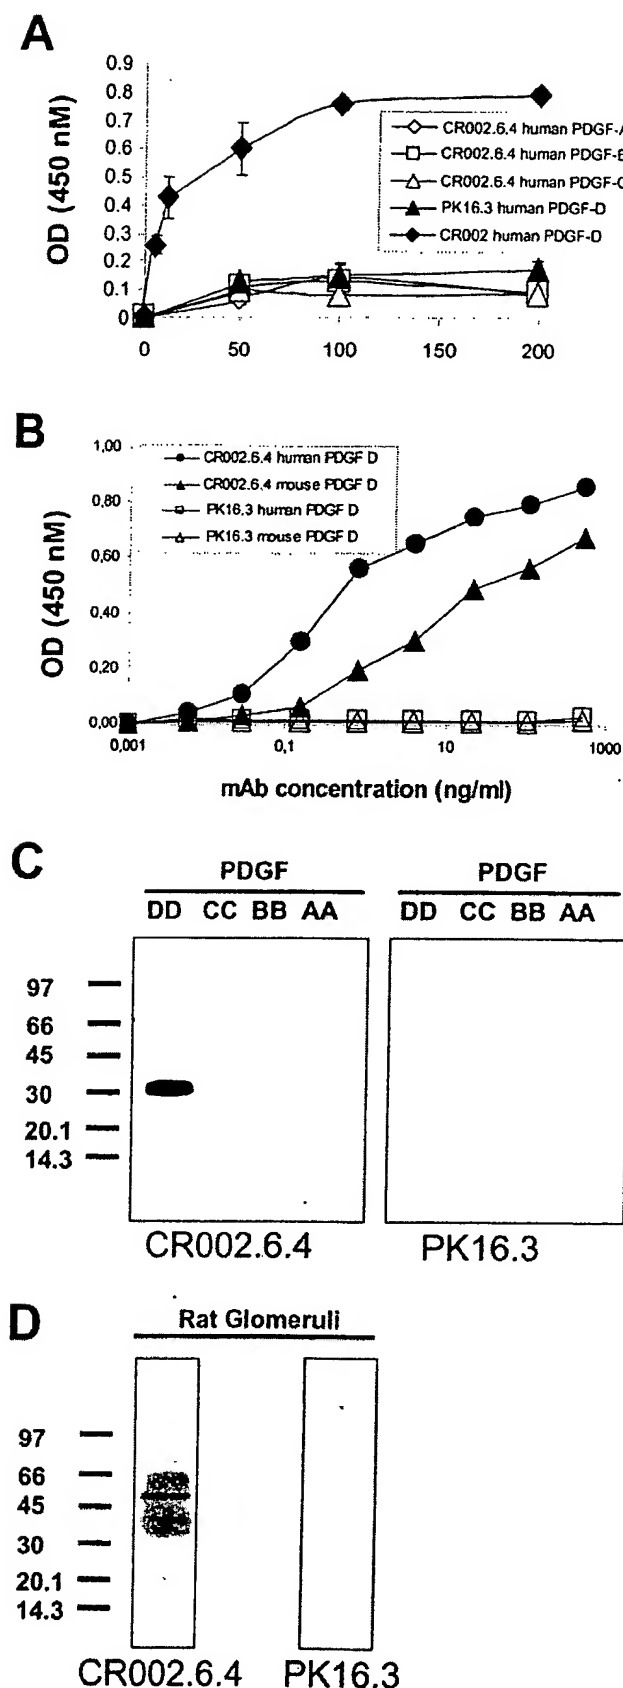 A
OD (450 nM)
0.9
0.8
0.7
0.6
0.5
0.4
0.3
0.2
0.1
0
0 50 100 150 200
CR002.6.4 human PDGF-A
CR002.6.4 human PDGF-B
CR002.6.4 human PDGF-C
PK16.3 human PDGF-D
CR002 human PDGF-D
B
OD (450 nM)
1,00
0,80
0,60
0,40
0,20
0,00
0,001 0,1 10 1000
mAb concentration (ng/ml)
CR002.6.4 human PDGF D
CR002.6.4 mouse PDGF D
PK16.3 human PDGF D
PK16.3 mouse PDGF D
C
PDGF PDGF
DD CC BB AA DD CC BB AA
97
66
45
30
20.1
14.3
CR002.6.4 PK16.3
D
Rat Glomeruli
97
66
45
30
20.1
14.3
CR002.6.4 PK16.3